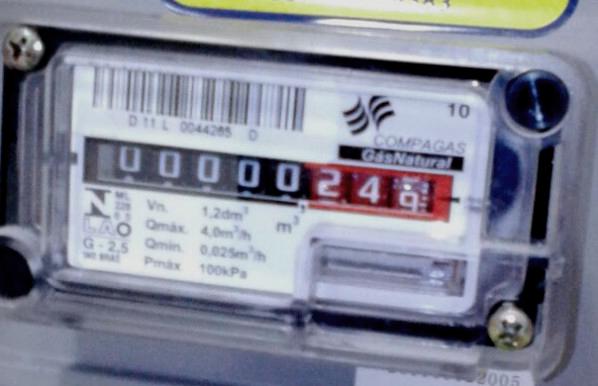 10
D 11 L 0044265 D
COMPAGAS
GásNatural
0 0 0 0 0 2 4 9
m³
N
LAO
G - 2,5
Vn. 1,2dm³
Qmáx. 4,0m³/h
Qmín. 0,025m³/h
Pmáx 100kPa
2005